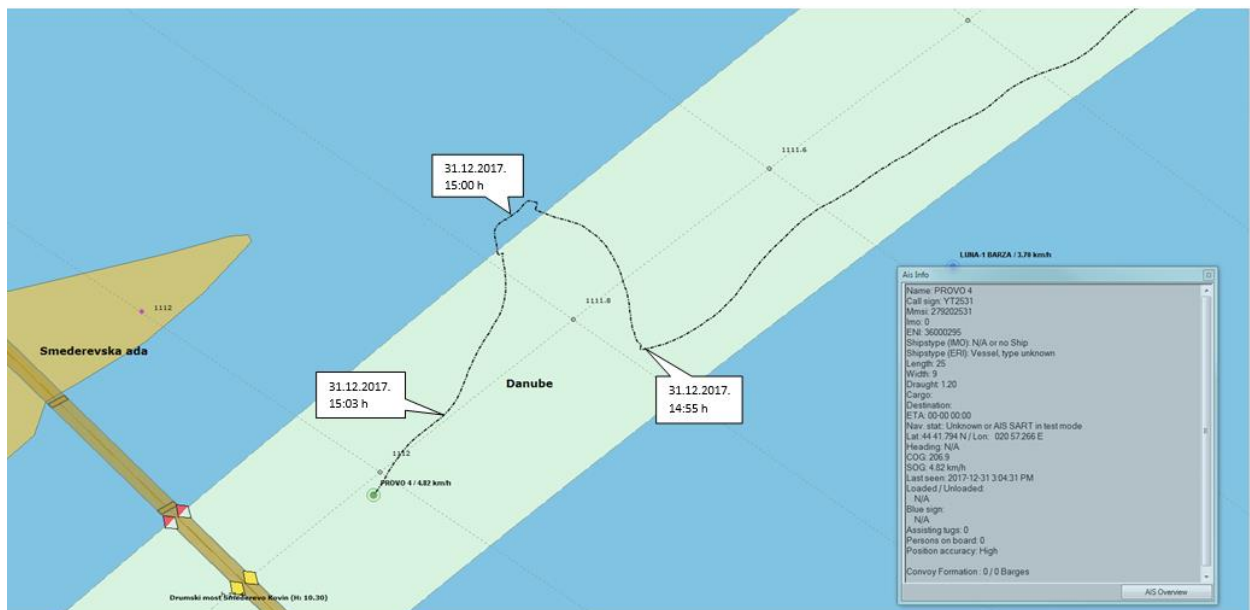 1111.6
31.12.2017.
15:00 h
LUNA-1 BARZA / 3.70 km/h
1111.8
1112
Smederevska ada
Danube
31.12.2017.
15:03 h
31.12.2017.
14:55 h
1112
PROVO 4 / 4.82 km/h
Drumski most Smederevo Kovin (H: 10.30)
Ais Info
Name: PROVO 4
Call sign: YT2531
Mmsi: 279202531
Imo: 0
ENI: 36000295
Shipstype (IMO): N/A or no Ship
Shipstype (ERI): Vessel, type unknown
Length: 25
Width: 9
Draught: 1.20
Cargo:
Destination:
ETA: 00-00 00:00
Nav. stat.: Unknown or AIS SART in test mode
Lat.:44 41.794 N / Lon: 020 57.266 E
Heading: N/A
COG: 206.9
SOG: 4.82 km/h
Last seen: 2017-12-31 3:04:31 PM
Loaded / Unloaded:
N/A
Blue sign:
N/A
Assisting tugs: 0
Persons on board: 0
Position accuracy: High
Convoy Formation : 0 / 0 Barges
AIS Overview